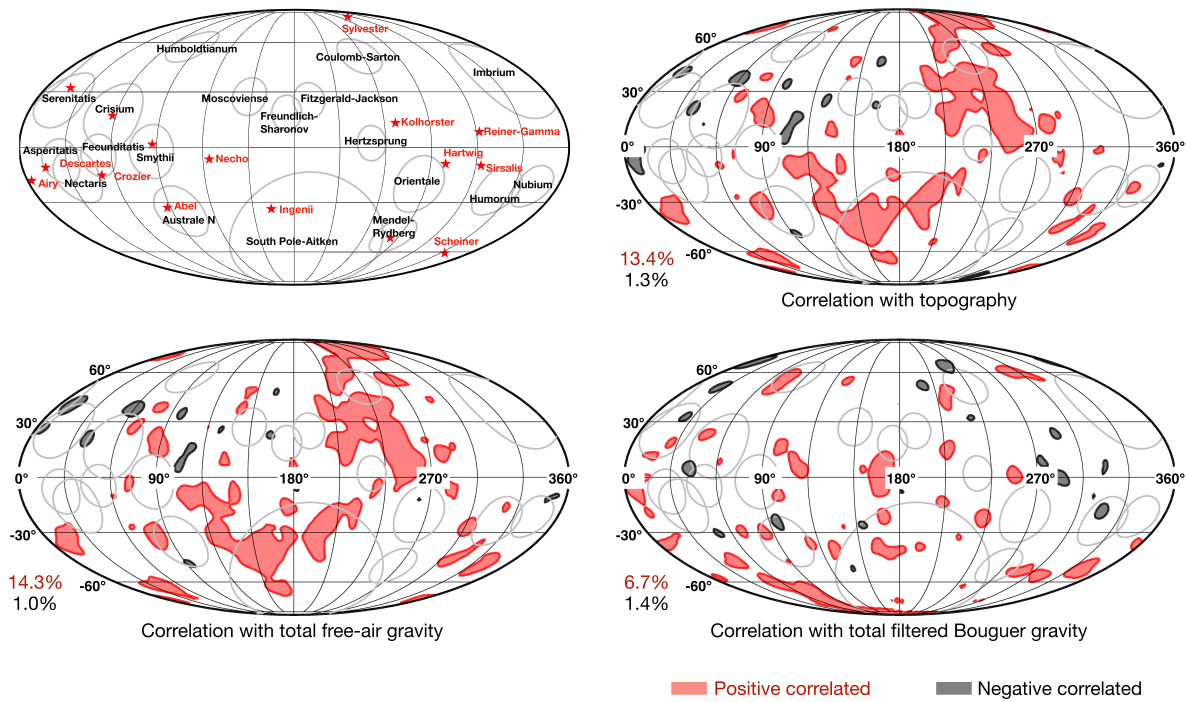 Sylvester
Humboldtianum
Coulomb-Sarton
Imbrium
Serenitatis
Crisium
Moscoviense
Fitzgerald-Jackson
Freundlich-
Sharonov
Kolhorster
Reiner-Gamma
Hertzsprung
Asperitatis
Fecunditatis
Smythii
Necho
Hartwig
Descartes
Sirsalis
Airy
Nectaris
Crozier
Orientale
Nubium
Humorum
Abel
Australe N
Ingenii
Mendel-
Rydberg
South Pole-Aitken
Scheiner
60°
30°
0°
90°
180°
270°
360°
-30°
-60°
13.4%
1.3%
Correlation with topography
60°
30°
0°
90°
180°
270°
360°
-30°
-60°
14.3%
1.0%
Correlation with total free-air gravity
60°
30°
0°
90°
180°
270°
360°
-30°
-60°
6.7%
1.4%
Correlation with total filtered Bouguer gravity
Positive correlated
Negative correlated